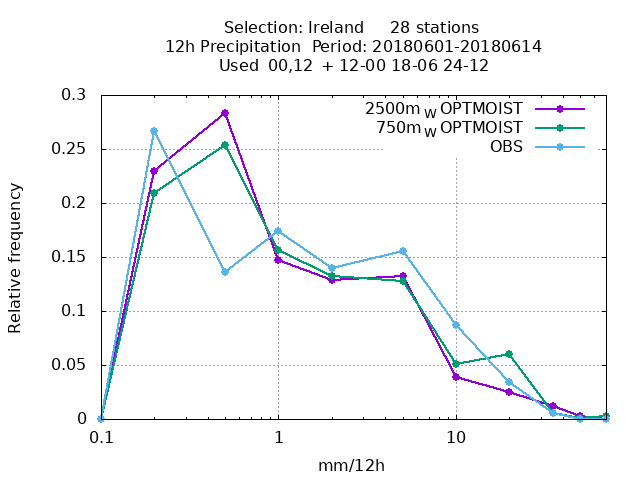 Selection: Ireland 28 stations
12h Precipitation Period: 20180601-20180614
Used 00,12 + 12-00 18-06 24-12
0.3
0.25
0.2
0.15
0.1
0.05
0
Relative frequency
2500m W OPTMOIST
750m W OPTMOIST
OBS
0.1 1 10
mm/12h